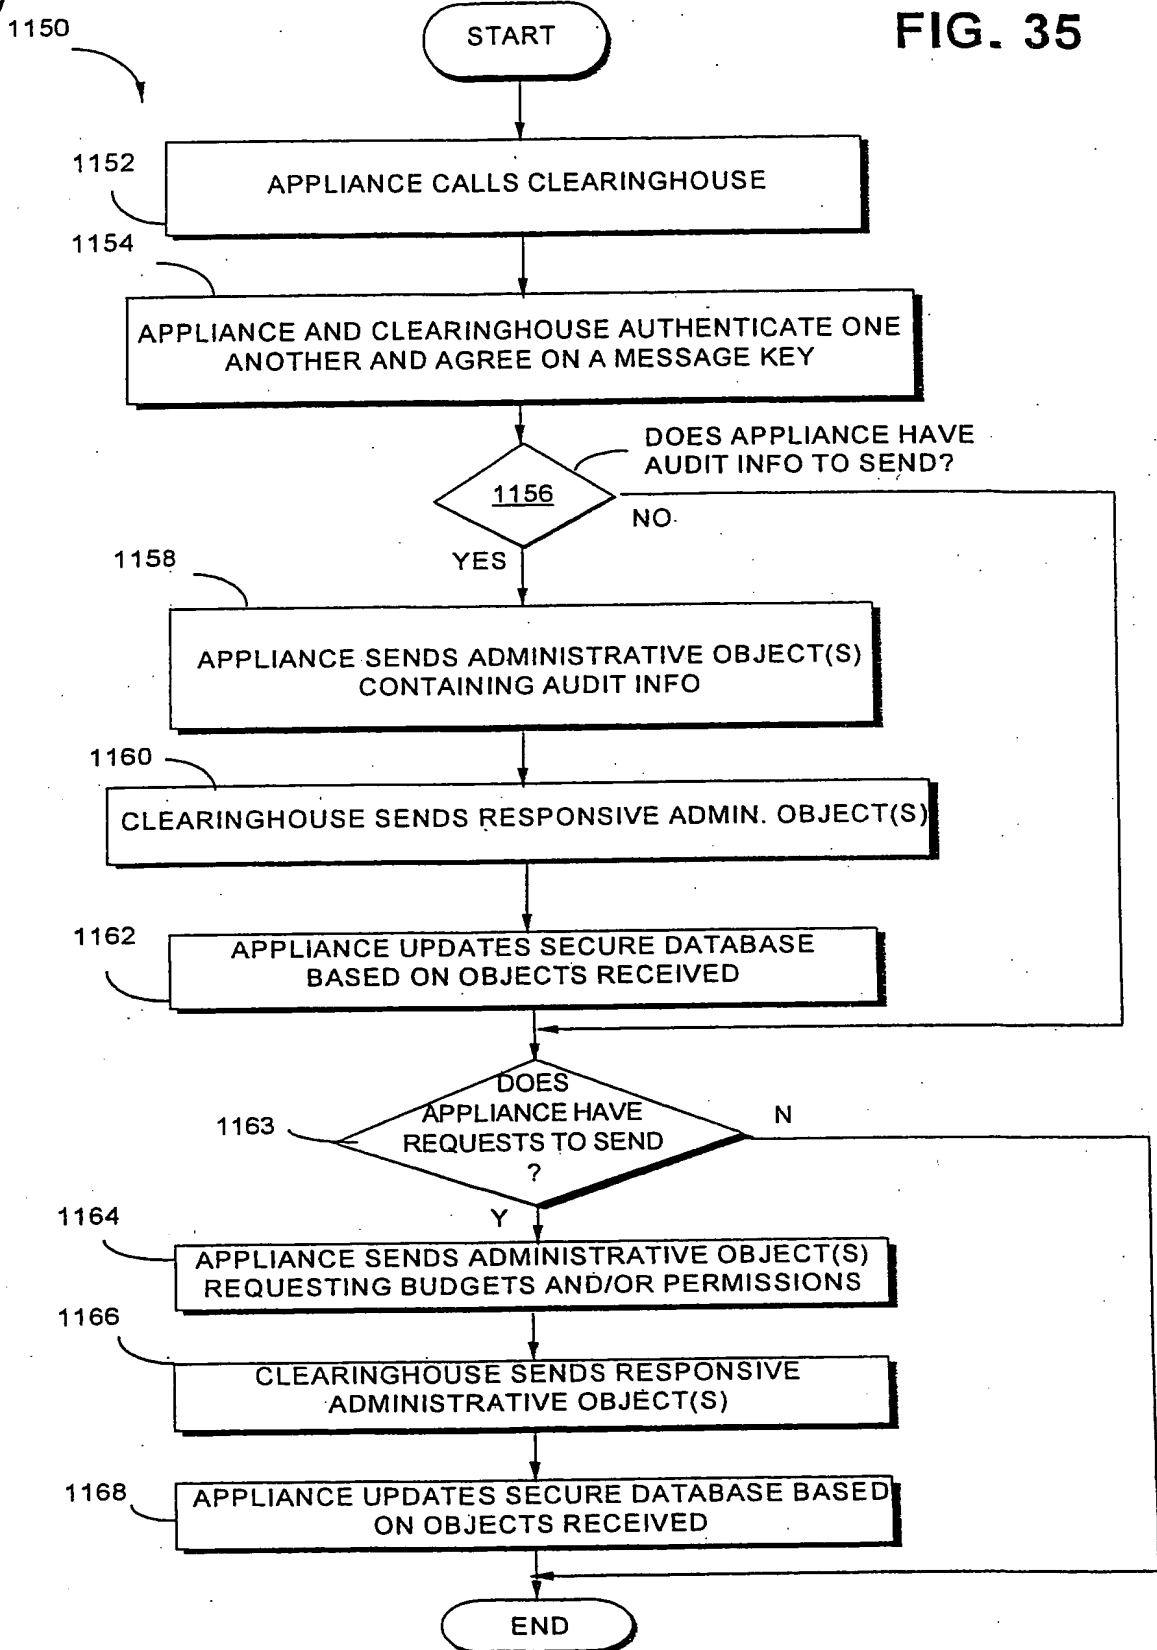 1150
START
FIG. 35
1152
APPLIANCE CALLS CLEARINGHOUSE
1154
APPLIANCE AND CLEARINGHOUSE AUTHENTICATE ONE
ANOTHER AND AGREE ON A MESSAGE KEY
DOES APPLIANCE HAVE
AUDIT INFO TO SEND?
1156
NO
YES
1158
APPLIANCE SENDS ADMINISTRATIVE OBJECT(S)
CONTAINING AUDIT INFO
1160
CLEARINGHOUSE SENDS RESPONSIVE ADMIN. OBJECT(S)
1162
APPLIANCE UPDATES SECURE DATABASE
BASED ON OBJECTS RECEIVED
DOES
APPLIANCE HAVE
REQUESTS TO SEND
?
1163
N
Y
1164
APPLIANCE SENDS ADMINISTRATIVE OBJECT(S)
REQUESTING BUDGETS AND/OR PERMISSIONS
1166
CLEARINGHOUSE SENDS RESPONSIVE
ADMINISTRATIVE OBJECT(S)
1168
APPLIANCE UPDATES SECURE DATABASE BASED
ON OBJECTS RECEIVED
END